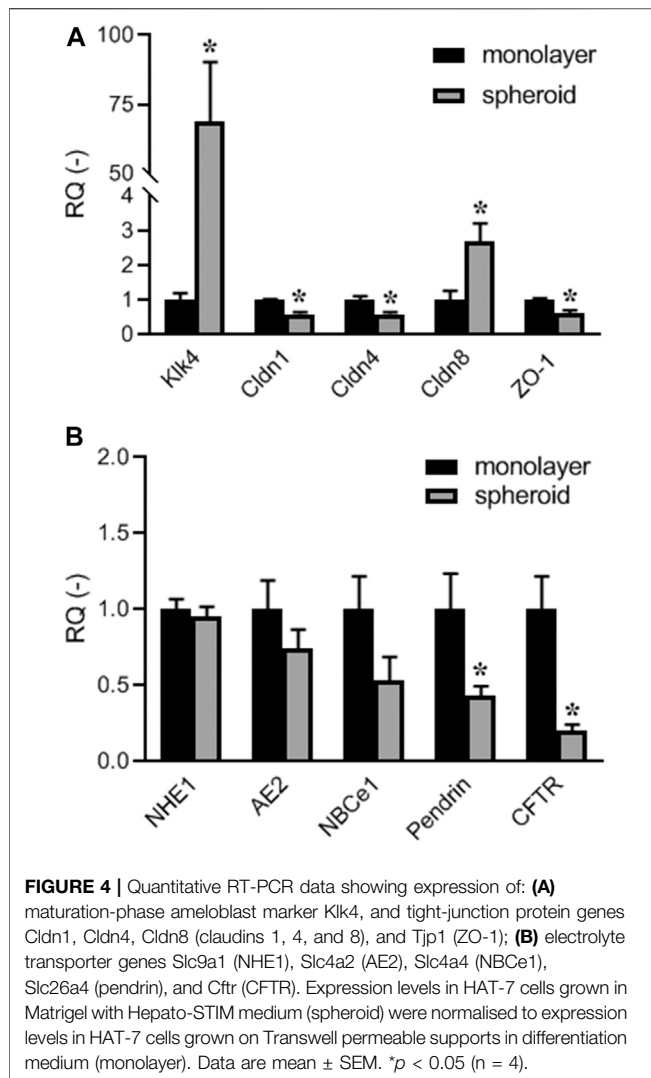 A
100
75
50
4
3
2
1
0
RQ (-)
monolayer
spheroid
*
*
*
*
*
Klk4
Cldn1
Cldn4
Cldn8
ZO-1
B
2.0
1.5
1.0
0.5
0.0
RQ (-)
monolayer
spheroid
*
*
NHE1
AE2
NBCe1
Pendrin
CFTR
FIGURE 4 | Quantitative RT-PCR data showing expression of: (A)
maturation-phase ameloblast marker Klk4, and tight-junction protein genes
Cldn1, Cldn4, Cldn8 (claudins 1, 4, and 8), and Tjp1 (ZO-1); (B) electrolyte
transporter genes Slc9a1 (NHE1), Slc4a2 (AE2), Slc4a4 (NBCe1),
Slc26a4 (pendrin), and Cftr (CFTR). Expression levels in HAT-7 cells grown in
Matrigel with Hepato-STIM medium (spheroid) were normalised to expression
levels in HAT-7 cells grown on Transwell permeable supports in differentiation
medium (monolayer). Data are mean ± SEM. *p < 0.05 (n = 4).